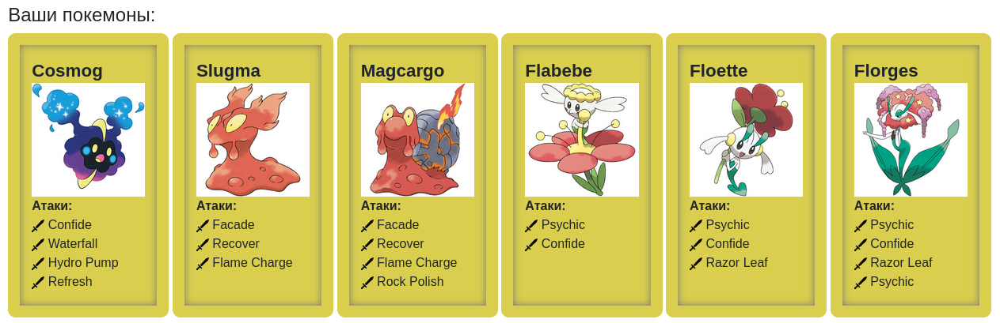 Ваши покемоны:
Cosmog
Атаки:
Confide
Waterfall
Hydro Pump
Refresh
Slugma
Атаки:
Facade
Recover
Flame Charge
Magcargo
Атаки:
Facade
Recover
Flame Charge
Rock Polish
Flabebe
Атаки:
Psychic
Confide
Floette
Атаки:
Psychic
Confide
Razor Leaf
Florges
Атаки:
Psychic
Confide
Razor Leaf
Psychic